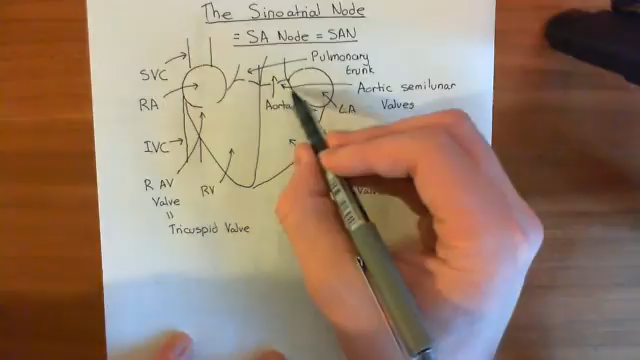 The Sinoatrial Node
= SA Node = SAN
Pulmonary
trunk
SVC
Aortic semilunar
Valves
RA
Aorta
LA
IVC
R AV
Valve
=
Tricuspid Valve
RV
Valve